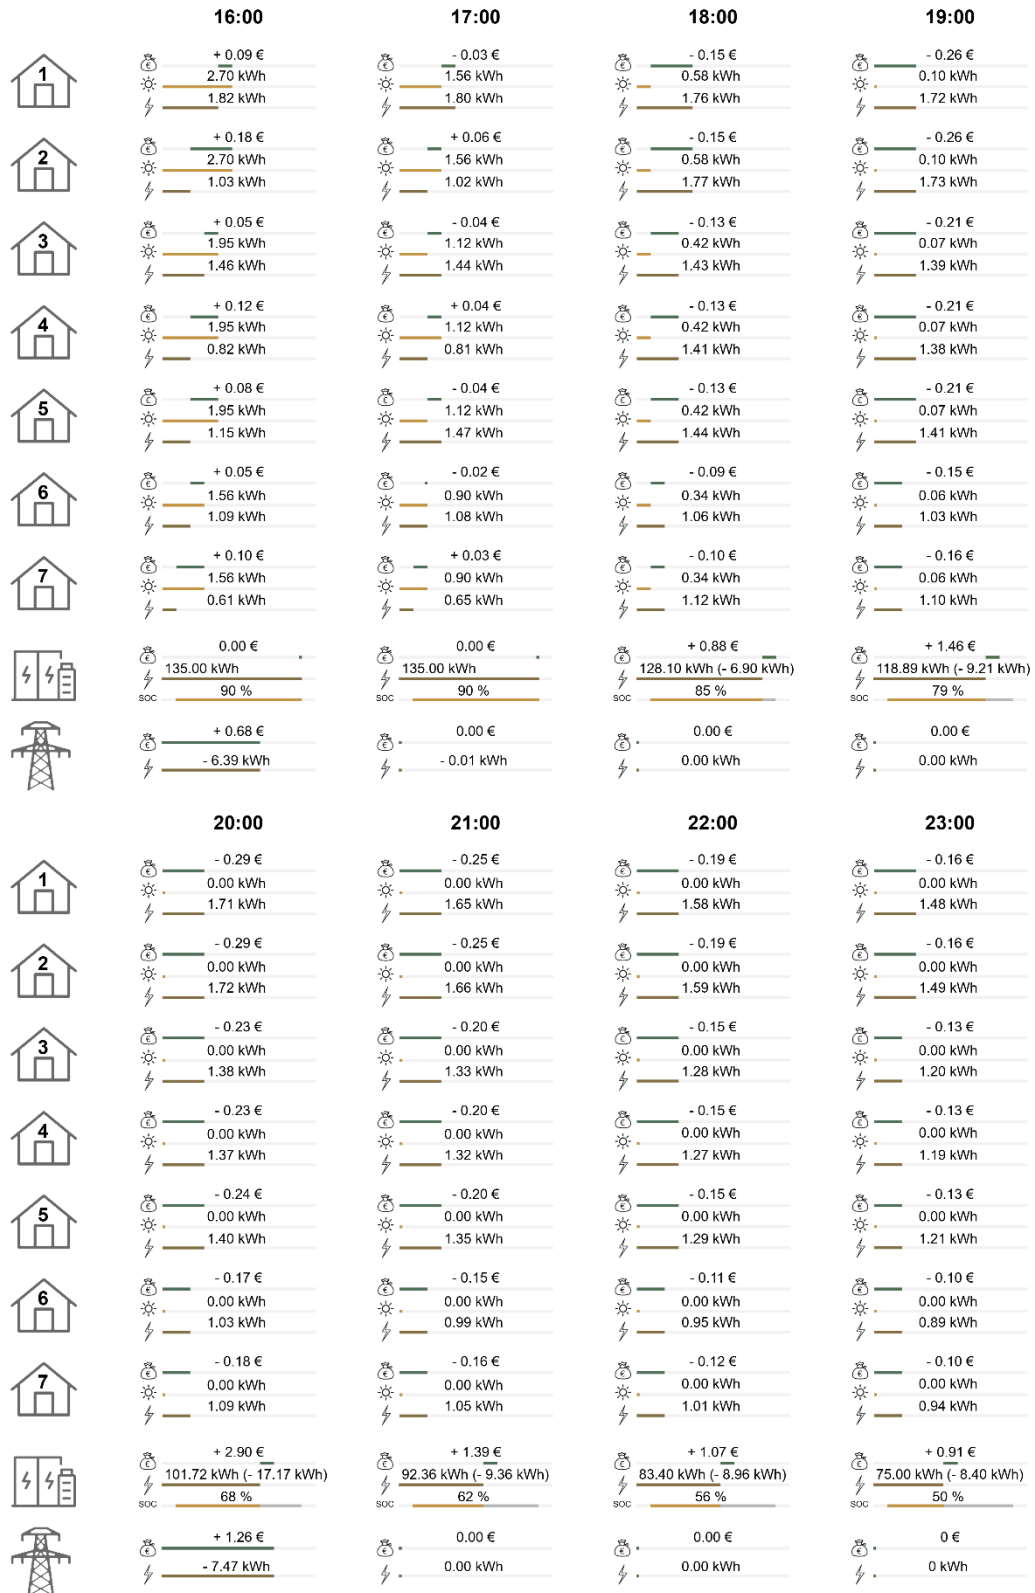 16:00 17:00 18:00 19:00
+ 0.09 € - 0.03 € - 0.15 € - 0.26 €
1 2.70 kWh 1.56 kWh 0.58 kWh 0.10 kWh
1.82 kWh 1.80 kWh 1.76 kWh 1.72 kWh
+ 0.18 € + 0.06 € - 0.15 € - 0.26 €
2 2.70 kWh 1.56 kWh 0.58 kWh 0.10 kWh
1.03 kWh 1.02 kWh 1.77 kWh 1.73 kWh
+ 0.05 € - 0.04 € - 0.13 € - 0.21 €
3 1.95 kWh 1.12 kWh 0.42 kWh 0.07 kWh
1.46 kWh 1.44 kWh 1.43 kWh 1.39 kWh
+ 0.12 € + 0.04 € - 0.13 € - 0.21 €
4 1.95 kWh 1.12 kWh 0.42 kWh 0.07 kWh
0.82 kWh 0.81 kWh 1.41 kWh 1.38 kWh
+ 0.08 € - 0.04 € - 0.13 € - 0.21 €
5 1.95 kWh 1.12 kWh 0.42 kWh 0.07 kWh
1.15 kWh 1.47 kWh 1.44 kWh 1.41 kWh
+ 0.05 € - 0.02 € - 0.09 € - 0.15 €
6 1.56 kWh 0.90 kWh 0.34 kWh 0.06 kWh
1.09 kWh 1.08 kWh 1.06 kWh 1.03 kWh
+ 0.10 € + 0.03 € - 0.10 € - 0.16 €
7 1.56 kWh 0.90 kWh 0.34 kWh 0.06 kWh
0.61 kWh 0.65 kWh 1.12 kWh 1.10 kWh
0.00 € 0.00 € + 0.88 € + 1.46 €
135.00 kWh 135.00 kWh 128.10 kWh (- 6.90 kWh) 118.89 kWh (- 9.21 kWh)
SOC 90 % SOC 90 % SOC 85 % SOC 79 %
+ 0.68 € 0.00 € 0.00 € 0.00 €
- 6.39 kWh - 0.01 kWh 0.00 kWh 0.00 kWh
20:00 21:00 22:00 23:00
- 0.29 € - 0.25 € - 0.19 € - 0.16 €
1 0.00 kWh 0.00 kWh 0.00 kWh 0.00 kWh
1.71 kWh 1.65 kWh 1.58 kWh 1.48 kWh
- 0.29 € - 0.25 € - 0.19 € - 0.16 €
2 0.00 kWh 0.00 kWh 0.00 kWh 0.00 kWh
1.72 kWh 1.66 kWh 1.59 kWh 1.49 kWh
- 0.23 € - 0.20 € - 0.15 € - 0.13 €
3 0.00 kWh 0.00 kWh 0.00 kWh 0.00 kWh
1.38 kWh 1.33 kWh 1.28 kWh 1.20 kWh
- 0.23 € - 0.20 € - 0.15 € - 0.13 €
4 0.00 kWh 0.00 kWh 0.00 kWh 0.00 kWh
1.37 kWh 1.32 kWh 1.27 kWh 1.19 kWh
- 0.24 € - 0.20 € - 0.15 € - 0.13 €
5 0.00 kWh 0.00 kWh 0.00 kWh 0.00 kWh
1.40 kWh 1.35 kWh 1.29 kWh 1.21 kWh
- 0.17 € - 0.15 € - 0.11 € - 0.10 €
6 0.00 kWh 0.00 kWh 0.00 kWh 0.00 kWh
1.03 kWh 0.99 kWh 0.95 kWh 0.89 kWh
- 0.18 € - 0.16 € - 0.12 € - 0.10 €
7 0.00 kWh 0.00 kWh 0.00 kWh 0.00 kWh
1.09 kWh 1.05 kWh 1.01 kWh 0.94 kWh
+ 2.90 € + 1.39 € + 1.07 € + 0.91 €
101.72 kWh (- 17.17 kWh) 92.36 kWh (- 9.36 kWh) 83.40 kWh (- 8.96 kWh) 75.00 kWh (- 8.40 kWh)
SOC 68 % SOC 62 % SOC 56 % SOC 50 %
+ 1.26 € 0.00 € 0.00 € 0 €
- 7.47 kWh 0.00 kWh 0.00 kWh 0 kWh